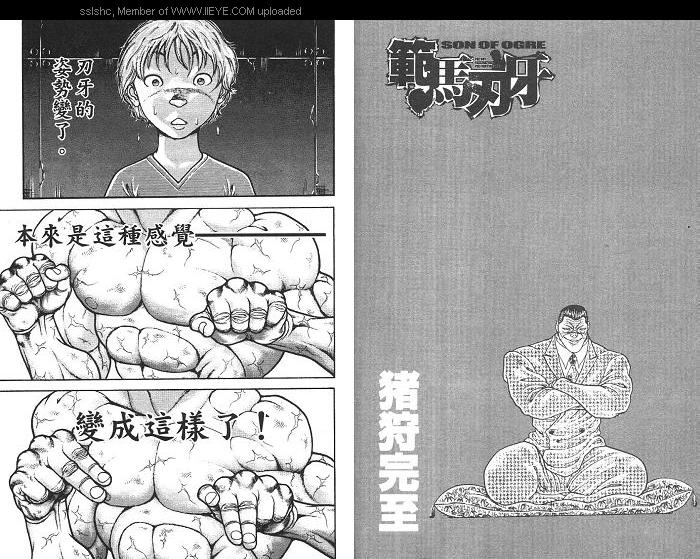 sslshc, Member of WWW.IIEYE.COM uploaded
SON OF OGRE
範馬刃牙
猪狩完至
刃牙的
姿勢變了。
本來是這種感覺——
變成這樣了！